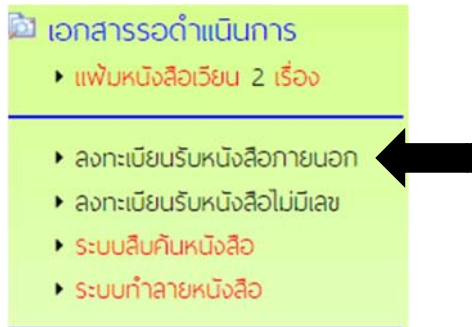 เอกสารรอดำเนินการ
แฟ้มหนังสือเวียน 2 เรื่อง
ลงทะเบียนรับหนังสือภายนอก
ลงทะเบียนรับหนังสือไม่มีเลข
ระบบสืบค้นหนังสือ
ระบบทำลายหนังสือ